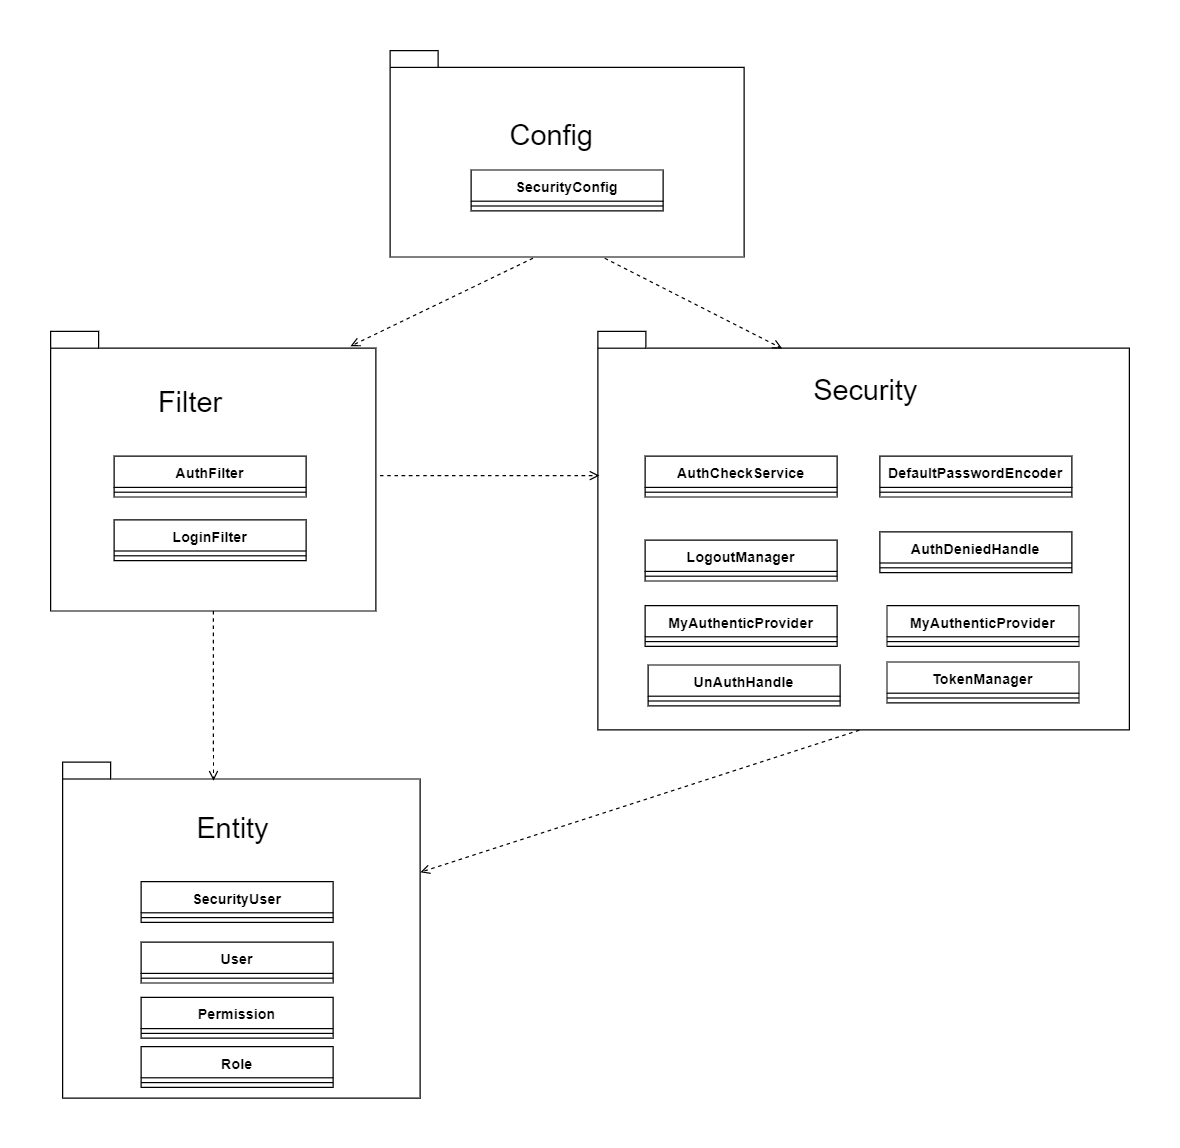 Config
SecurityConfig
Filter
AuthFilter
LoginFilter
Security
AuthCheckService
DefaultPasswordEncoder
LogoutManager
AuthDeniedHandle
MyAuthenticProvider
MyAuthenticProvider
UnAuthHandle
TokenManager
Entity
SecurityUser
User
Permission
Role